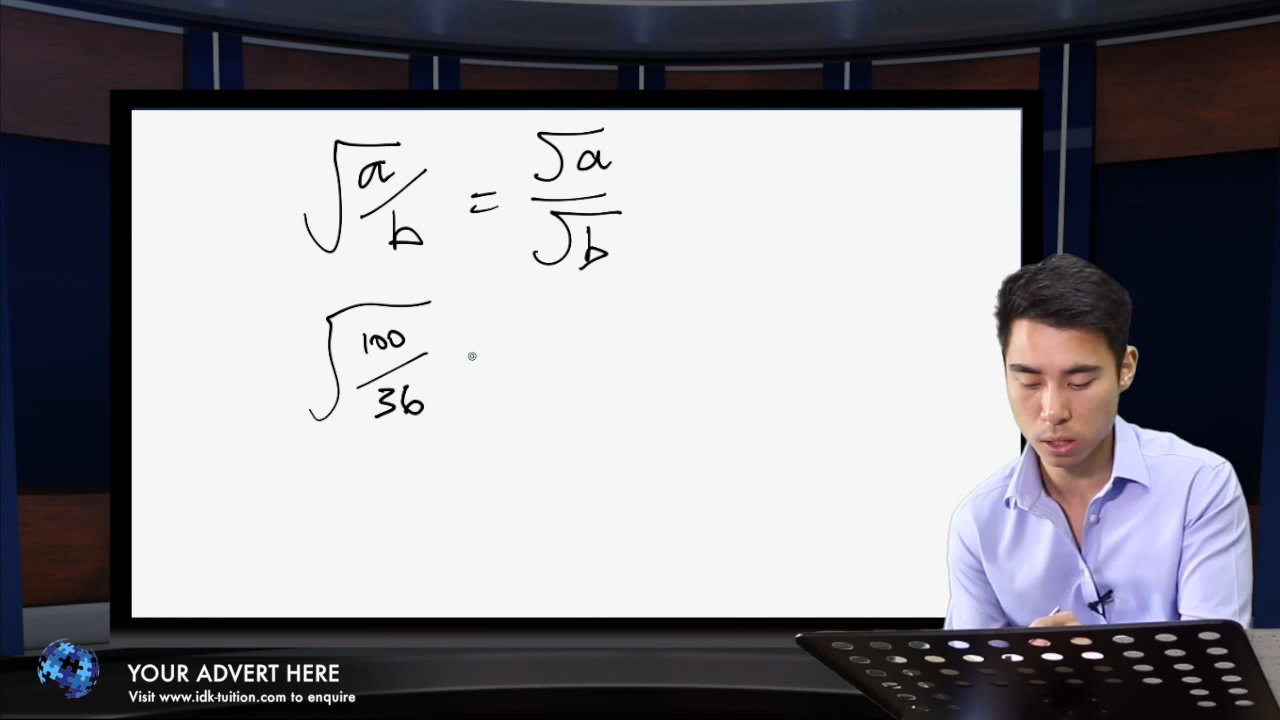 √a/b = √a/√b
√100/36
YOUR ADVERT HERE
Visit www.idk-tuition.com to enquire